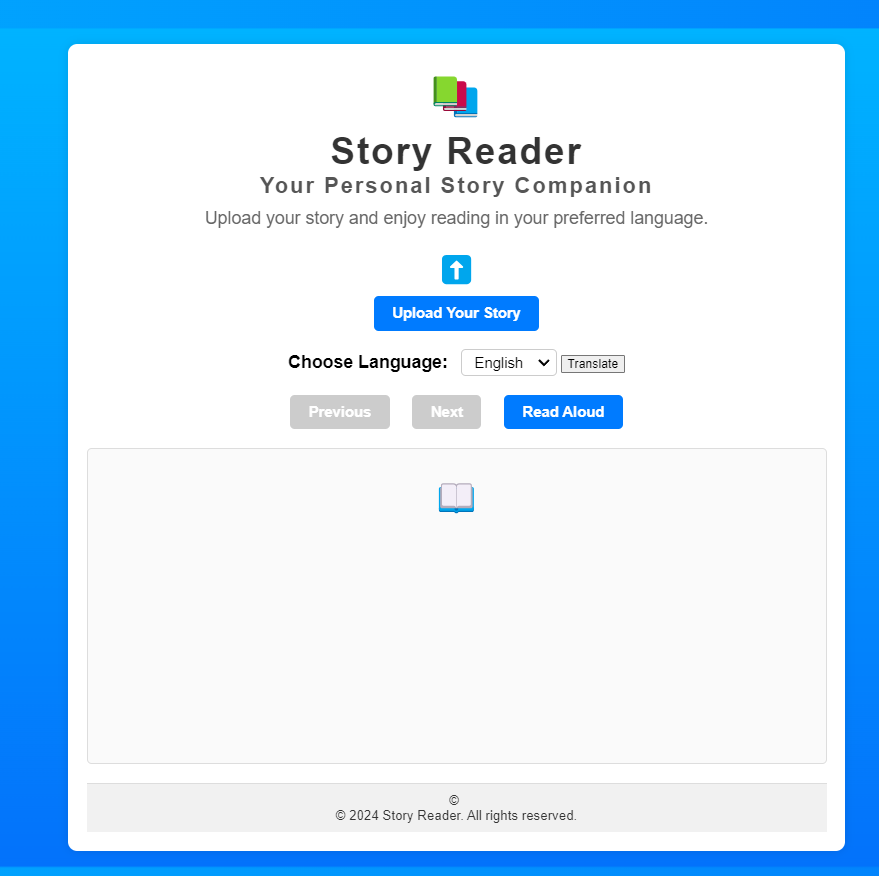 Story Reader
Your Personal Story Companion
Upload your story and enjoy reading in your preferred language.
Upload Your Story
Choose Language: English Translate
Previous Next Read Aloud
©
© 2024 Story Reader. All rights reserved.